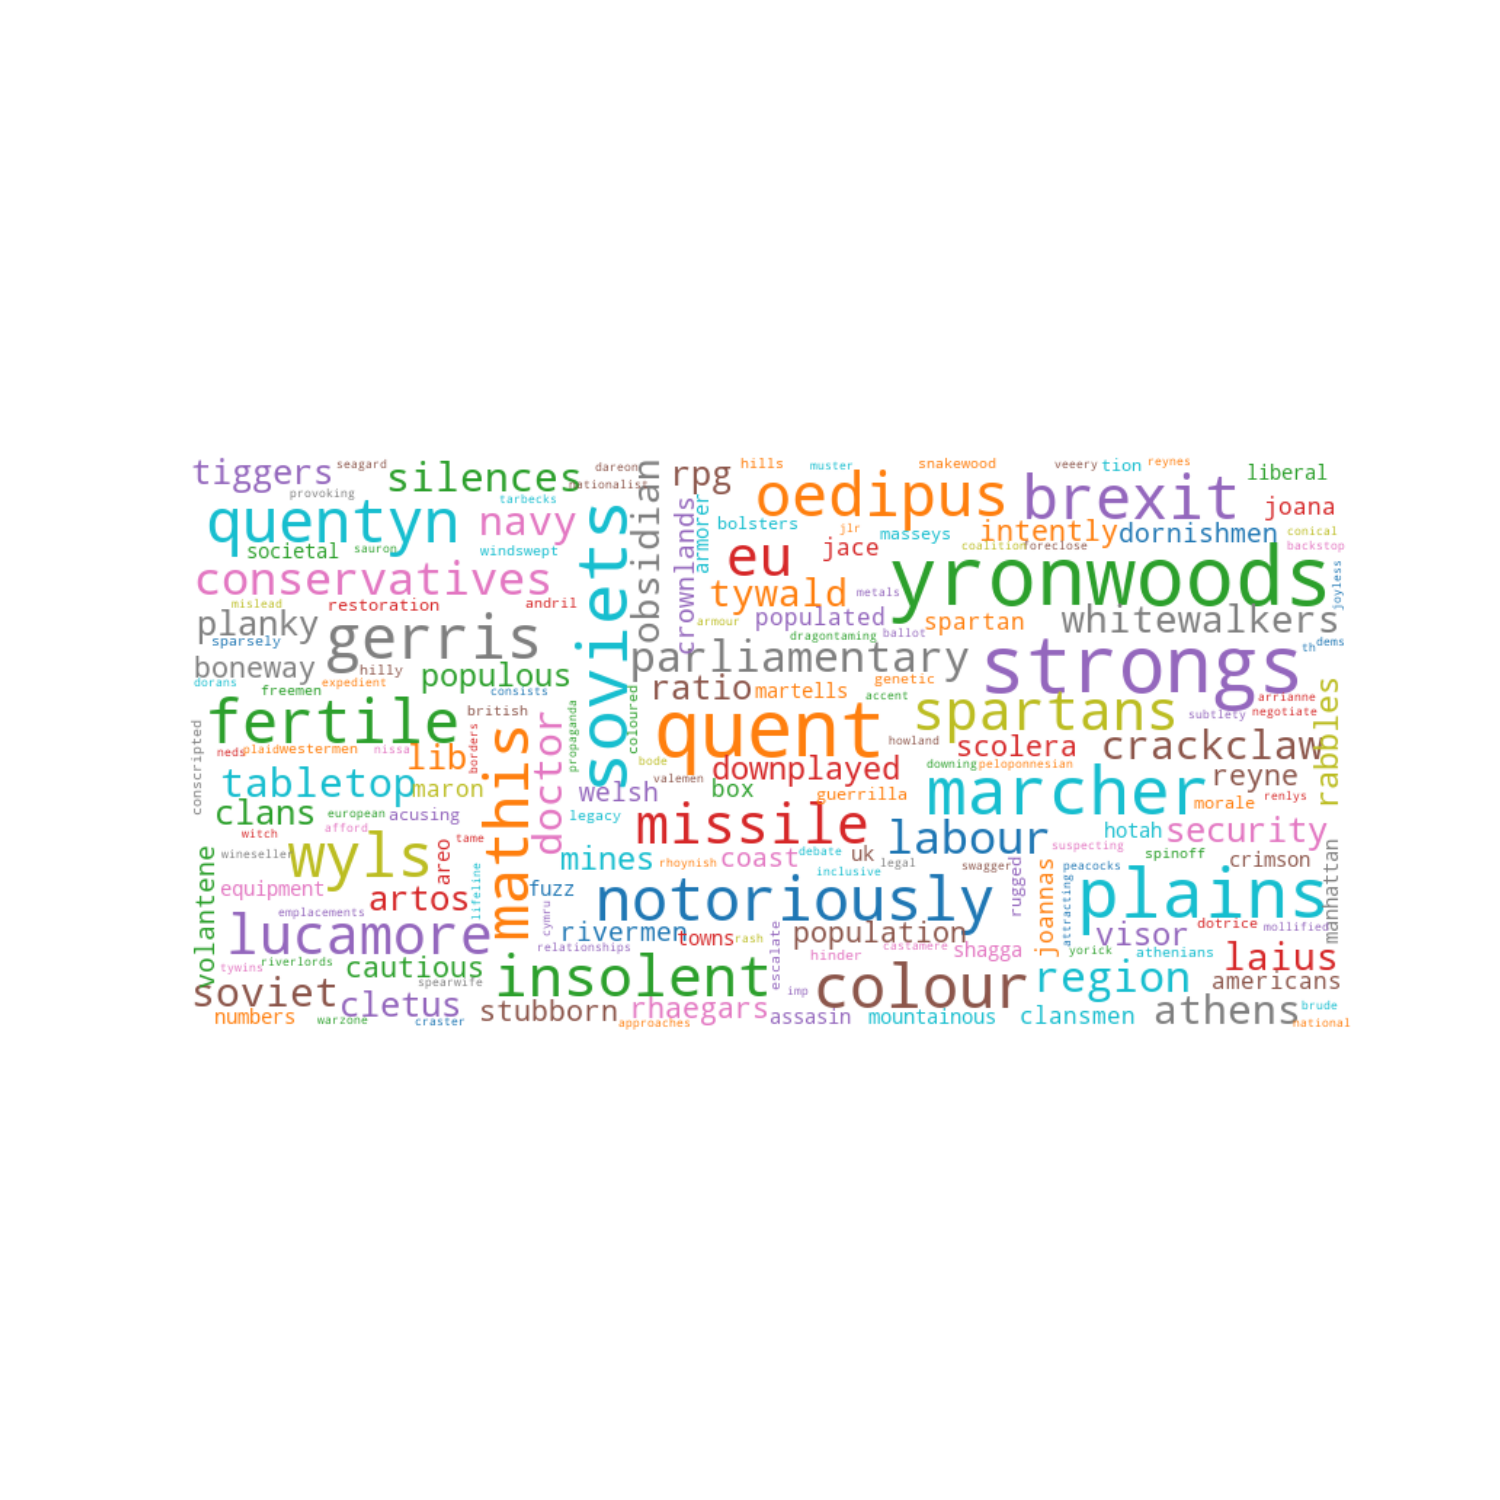 tiggers
seagard
silences
dareon
nationalist
obsidian
rpg
hills
muster
snakewood
veeery
tion
reynes
liberal
provoking
tarbecks
oedipus
brexit
joana
quentyn
navy
soviets
crownlands
armorer
bolsters
jlr
masseys
intently
dornishmen
conical
societal
sauron
windswept
eu
jace
coalition
foreclose
backstop
conservatives
tywald
metals
yronwoods
joyless
mislead
restoration
andril
planky
gerris
armour
populated
spartan
whitewalkers
sparsely
dragontaming
ballot
parliamentary
strongs
th
dems
boneway
hilly
populous
dorans
freemen
expedient
consists
ratio
martells
genetic
accent
arrianne
rabbles
fertile
british
propaganda
coloured
quent
spartans
subtlety
negotiate
conscripted
neds
plaid
westermen
nissa
lib
borders
mathis
doctor
howland
scolera
crackclaw
bode
downplayed
downing
peloponnesian
tabletop
maron
welsh
valemen
box
guerrilla
marcher
reyne
morale
renlys
clans
european
acusing
legacy
missile
labour
hotah
security
witch
afford
tame
wineseller
wyls
areo
mines
rhoynish
coast
debate
uk
legal
swagger
suspecting
spinoff
crimson
manhattan
volantene
equipment
artos
lifeline
fuzz
inclusive
rugged
joannas
peacocks
attracting
plains
emplacements
cymru
notoriously
lucamore
rivermen
towns
rash
population
visor
dotrice
mollified
relationships
escalate
hinder
castamere
shagga
yorick
athenians
laius
tywins
riverlords
cautious
spearwife
insolent
imp
colour
region
americans
soviet
cletus
stubborn
rhaegars
assasin
mountainous
clansmen
athens
brude
numbers
warzone
craster
approaches
national